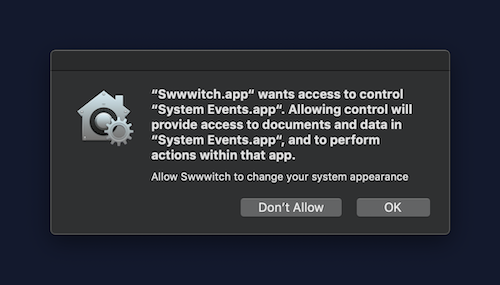 “Swwwitch.app“ wants access to control
“System Events.app“. Allowing control will
provide access to documents and data in
“System Events.app“, and to perform
actions within that app.
Allow Swwwitch to change your system appearance
Don’t Allow
OK